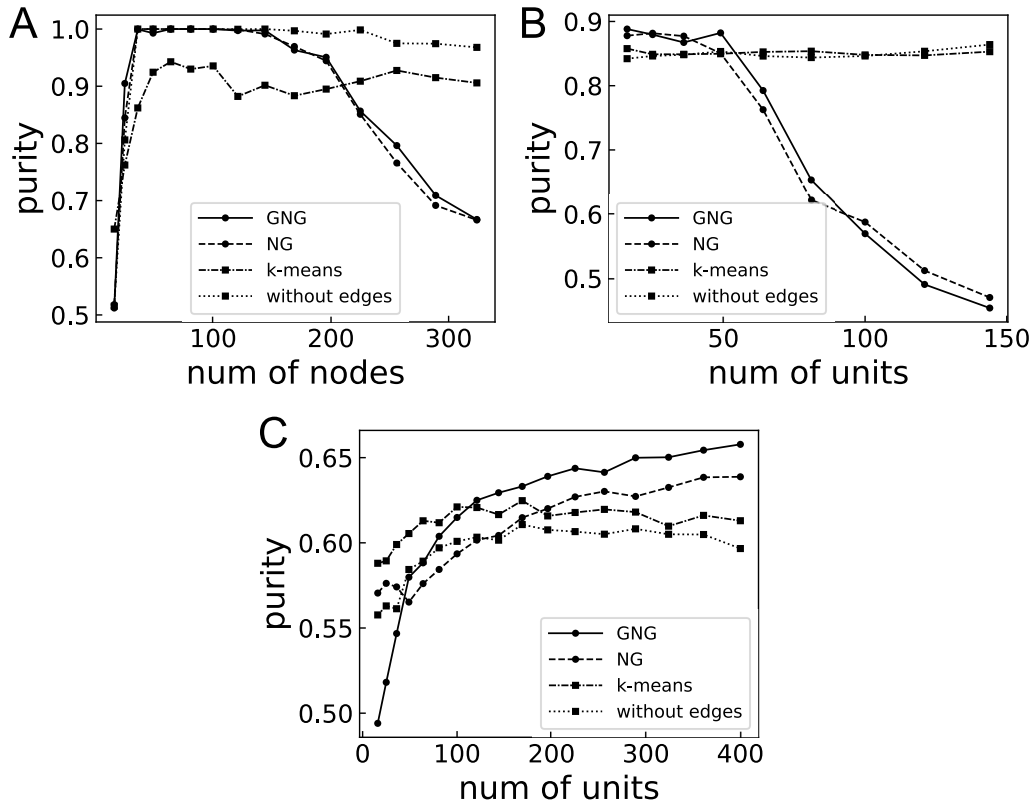 A
purity
1.0
0.9
0.8
0.7
0.6
0.5
0
100
200
300
num of nodes
GNG
NG
k-means
without edges
B
purity
0.9
0.8
0.7
0.6
0.5
50
100
150
num of units
GNG
NG
k-means
without edges
C
purity
0.65
0.60
0.55
0.50
0
100
200
300
400
num of units
GNG
NG
k-means
without edges